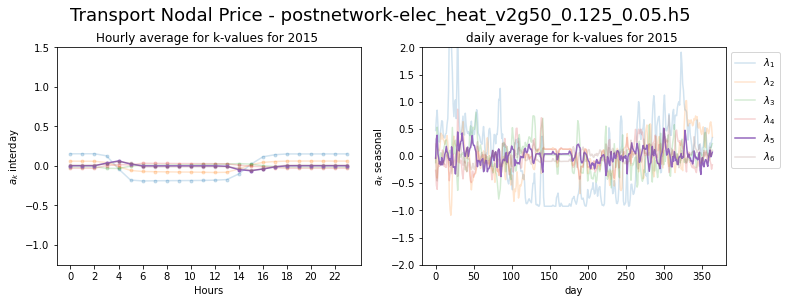 Transport Nodal Price - postnetwork-elec_heat_v2g50_0.125_0.05.h5
Hourly average for k-values for 2015
daily average for k-values for 2015
1.5
1.0
0.5
0.0
−0.5
−1.0
a_k interday
0 2 4 6 8 10 12 14 16 18 20 22
Hours
2.0
1.5
1.0
0.5
0.0
−0.5
−1.0
−1.5
−2.0
a_k seasonal
0 50 100 150 200 250 300 350
day
λ₁
λ₂
λ₃
λ₄
λ₅
λ₆